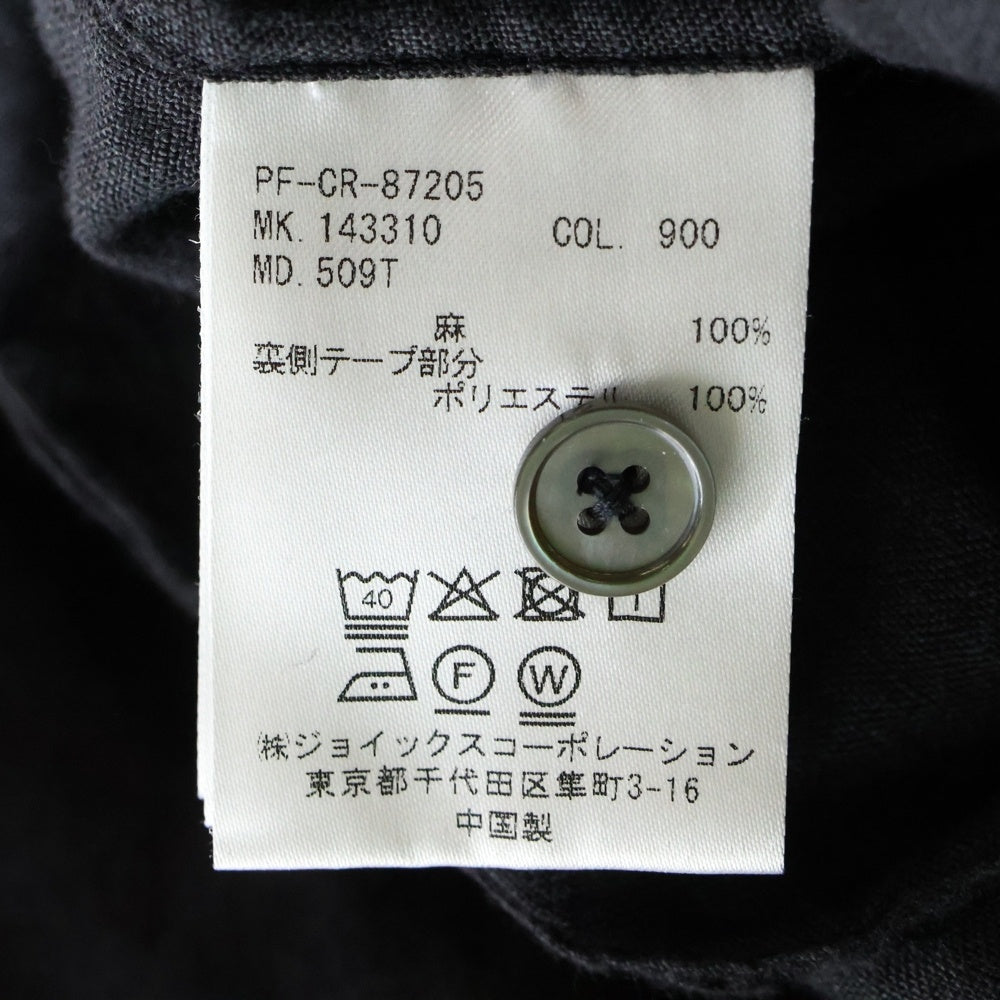 PF-CR-87205
MK. 143310 COL. 900
MD. 509T
麻 100%
裏側テープ部分
ポリエステル 100%
40
F W
㈱ジョイックスコーポレーション
東京都千代田区隼町3-16
中国製